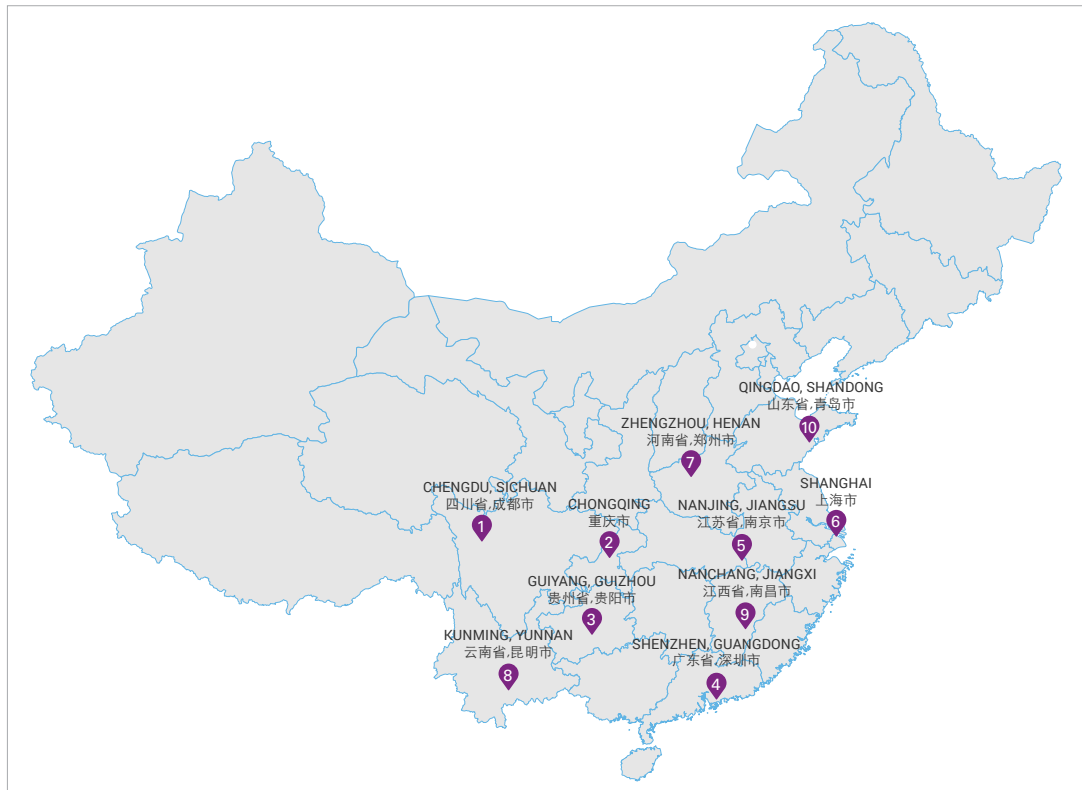 QINGDAO, SHANDONG
山东省,青岛市
10
ZHENGZHOU, HENAN
河南省,郑州市
7
CHENGDU, SICHUAN
四川省,成都市
1
CHONGQING
重庆市
2
NANJING, JIANGSU
江苏省,南京市
5
SHANGHAI
上海市
6
GUIYANG, GUIZHOU
贵州省,贵阳市
3
NANCHANG, JIANGXI
江西省,南昌市
9
KUNMING, YUNNAN
云南省,昆明市
8
SHENZHEN, GUANGDONG
广东省,深圳市
4